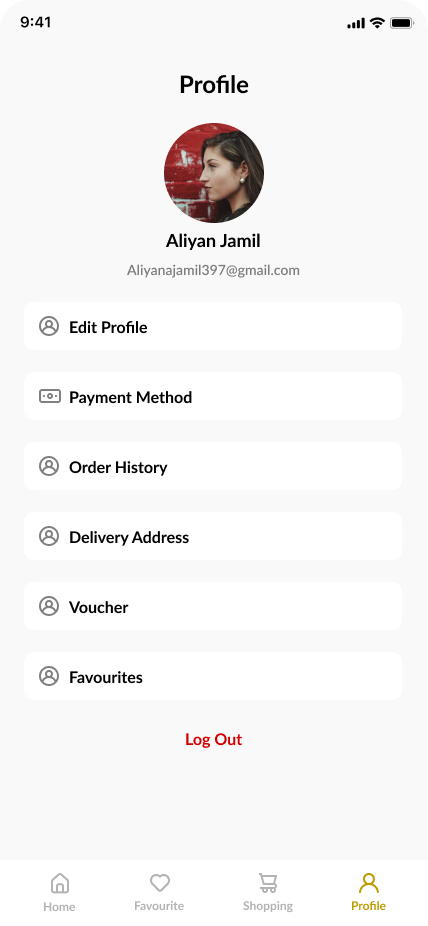 9:41
Profile
Aliyan Jamil
Aliyanajamil397@gmail.com
Edit Profile
Payment Method
Order History
Delivery Address
Voucher
Favourites
Log Out
Home
Favourite
Shopping
Profile